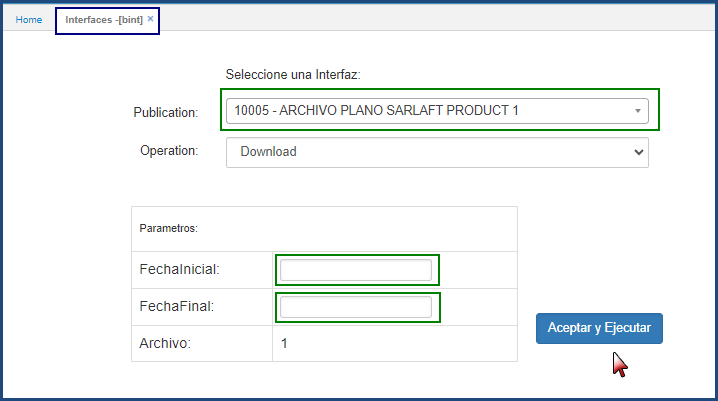 Home Interfaces -[bint] ×
Seleccione una Interfaz:
Publication: 10005 - ARCHIVO PLANO SARLAFT PRODUCT 1
Operation: Download
Parametros:
FechaInicial:
FechaFinal:
Archivo: 1
Aceptar y Ejecutar